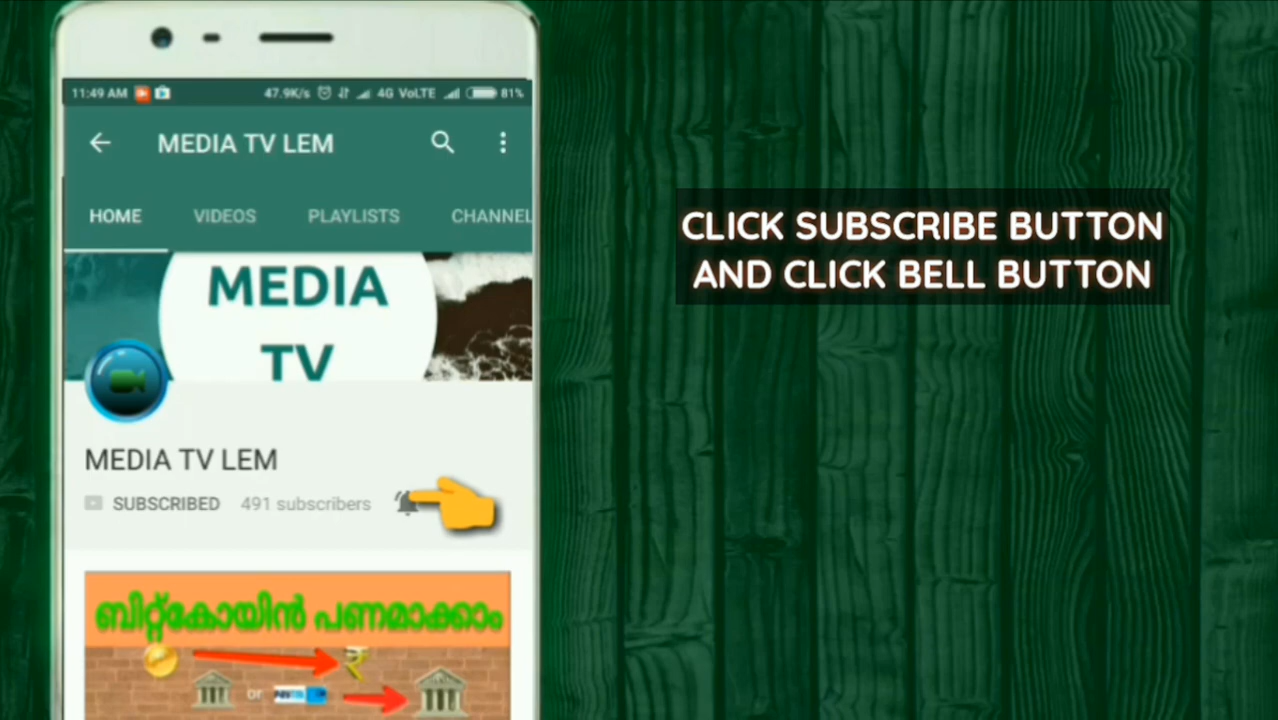 11:49 AM 47.9K/s 4G VoLTE 81%
MEDIA TV LEM
HOME VIDEOS PLAYLISTS CHANNEL
MEDIA
TV
MEDIA TV LEM
SUBSCRIBED 491 subscribers
ബിറ്റ്കോയിൻ പണമാക്കാം
₹
or Paytm
CLICK SUBSCRIBE BUTTON
AND CLICK BELL BUTTON